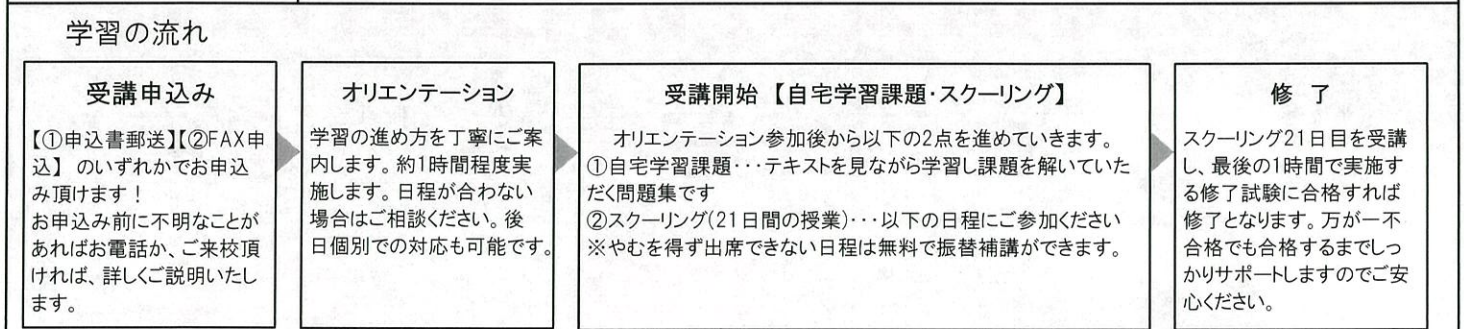 学習の流れ
受講申込み
【①申込書郵送】【②FAX申
込】 のいずれかでお申込
み頂けます！
お申込み前に不明なことが
あればお電話か、ご来校頂
ければ、詳しくご説明いたし
ます。
オリエンテーション
学習の進め方を丁寧にご案
内します。約1時間程度実
施します。日程が合わない
場合はご相談ください。後
日個別での対応も可能です。
受講開始 【自宅学習課題・スクーリング】
オリエンテーション参加後から以下の2点を進めていきます。
①自宅学習課題･･･テキストを見ながら学習し課題を解いていた
だく問題集です
②スクーリング(21日間の授業)･･･以下の日程にご参加ください
※やむを得ず出席できない日程は無料で振替補講ができます。
修 了
スクーリング21日目を受講
し、最後の1時間で実施す
る修了試験に合格すれば
修了となります。万が一不
合格でも合格するまでしっ
かりサポートしますのでご安
心ください。